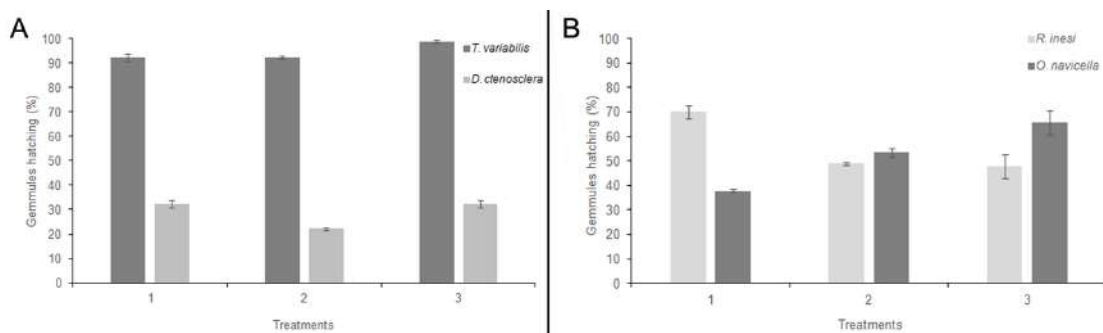 A
B
100
90
80
70
60
50
40
30
20
10
0
Gemmules hatching (%)
T. variabilis
D. ctenosclera
1
2
3
Treatments
100
90
80
70
60
50
40
30
20
10
0
Gemmules hatching (%)
R. inesi
O. navicella
1
2
3
Treatments